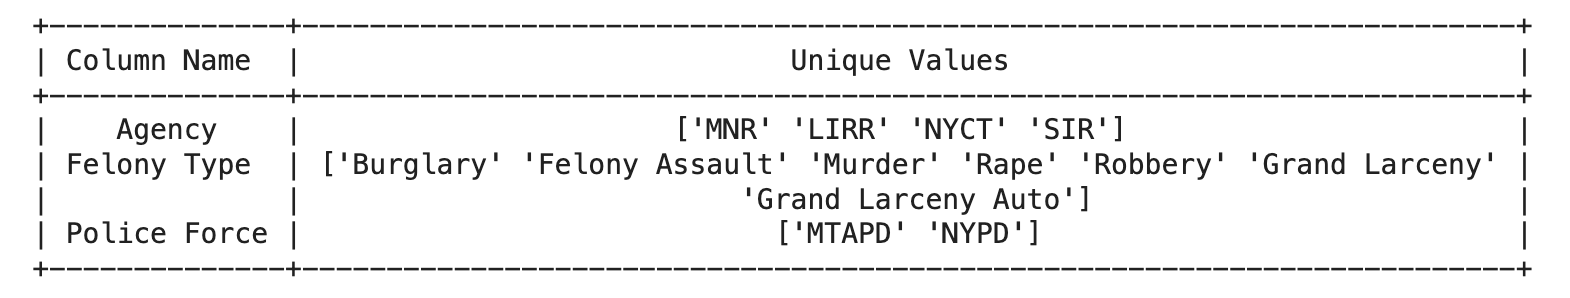 +--------------+------------------------------------------------------------------------+
| Column Name | Unique Values |
+--------------+------------------------------------------------------------------------+
| Agency | ['MNR' 'LIRR' 'NYCT' 'SIR'] |
| Felony Type | ['Burglary' 'Felony Assault' 'Murder' 'Rape' 'Robbery' 'Grand Larceny' |
| | 'Grand Larceny Auto'] |
| Police Force | ['MTAPD' 'NYPD'] |
+--------------+------------------------------------------------------------------------+